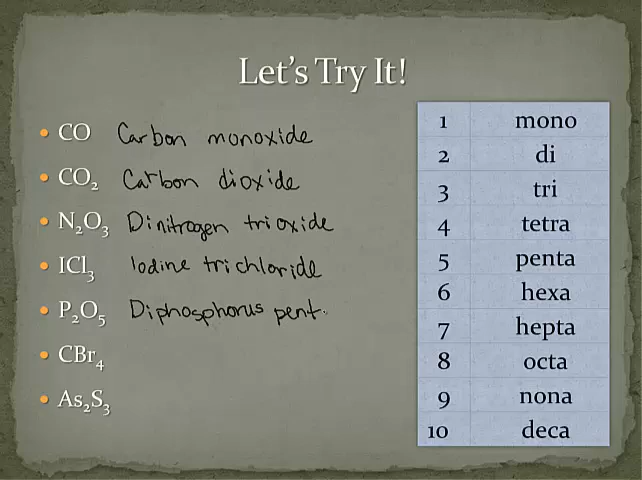 Let's Try It!
• CO Carbon monoxide
• CO₂ Carbon dioxide
• N₂O₃ Dinitrogen trioxide
• ICl₃ Iodine trichloride
• P₂O₅ Diphosphorus pent
• CBr₄
• As₂S₃
1 mono
2 di
3 tri
4 tetra
5 penta
6 hexa
7 hepta
8 octa
9 nona
10 deca